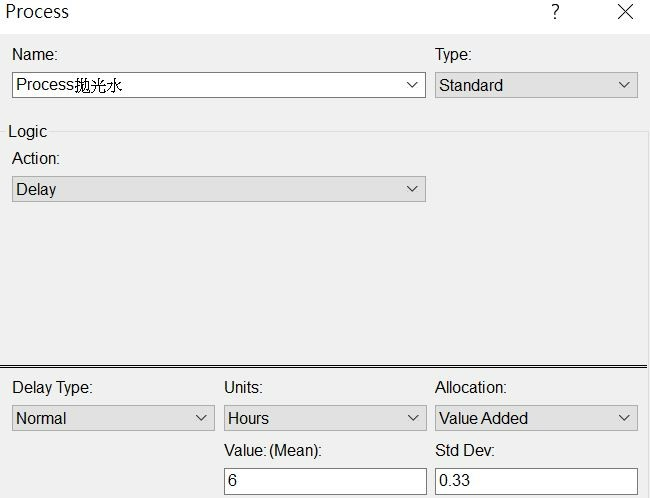 Process ?
Name: Type:
Process拋光水 Standard
Logic
Action:
Delay
Delay Type: Units: Allocation:
Normal Hours Value Added
Value: (Mean): Std Dev:
6 0.33